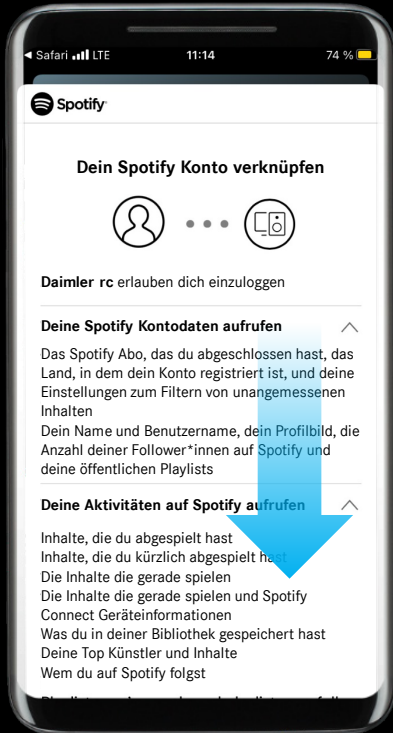 Safari LTE 11:14 74 %
Spotify
Dein Spotify Konto verknüpfen
Daimler rc erlauben dich einzuloggen
Deine Spotify Kontodaten aufrufen
Das Spotify Abo, das du abgeschlossen hast, das
Land, in dem dein Konto registriert ist, und deine
Einstellungen zum Filtern von unangemessenen
Inhalten
Dein Name und Benutzername, dein Profilbild, die
Anzahl deiner Follower*innen auf Spotify und
deine öffentlichen Playlists
Deine Aktivitäten auf Spotify aufrufen
Inhalte, die du abgespielt hast
Inhalte, die du kürzlich abgespielt hast
Die Inhalte die gerade spielen
Die Inhalte die gerade spielen und Spotify
Connect Geräteinformationen
Was du in deiner Bibliothek gespeichert hast
Deine Top Künstler und Inhalte
Wem du auf Spotify folgst